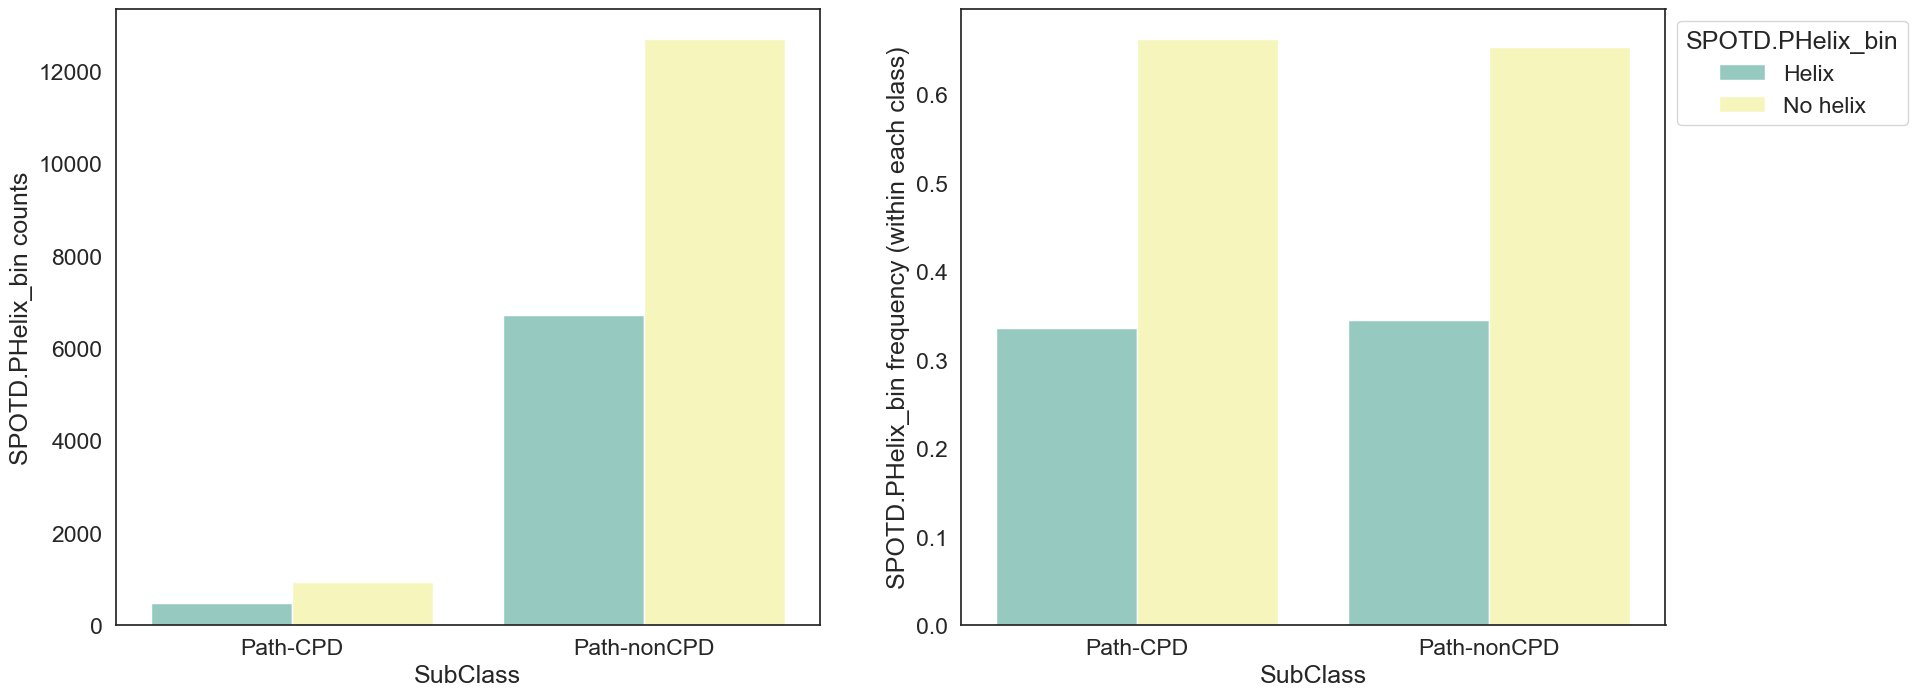 SPOTD.PHelix_bin counts
12000
10000
8000
6000
4000
2000
0
Path-CPD
Path-nonCPD
SubClass
SPOTD.PHelix_bin frequency (within each class)
0.6
0.5
0.4
0.3
0.2
0.1
0.0
Path-CPD
Path-nonCPD
SubClass
SPOTD.PHelix_bin
Helix
No helix